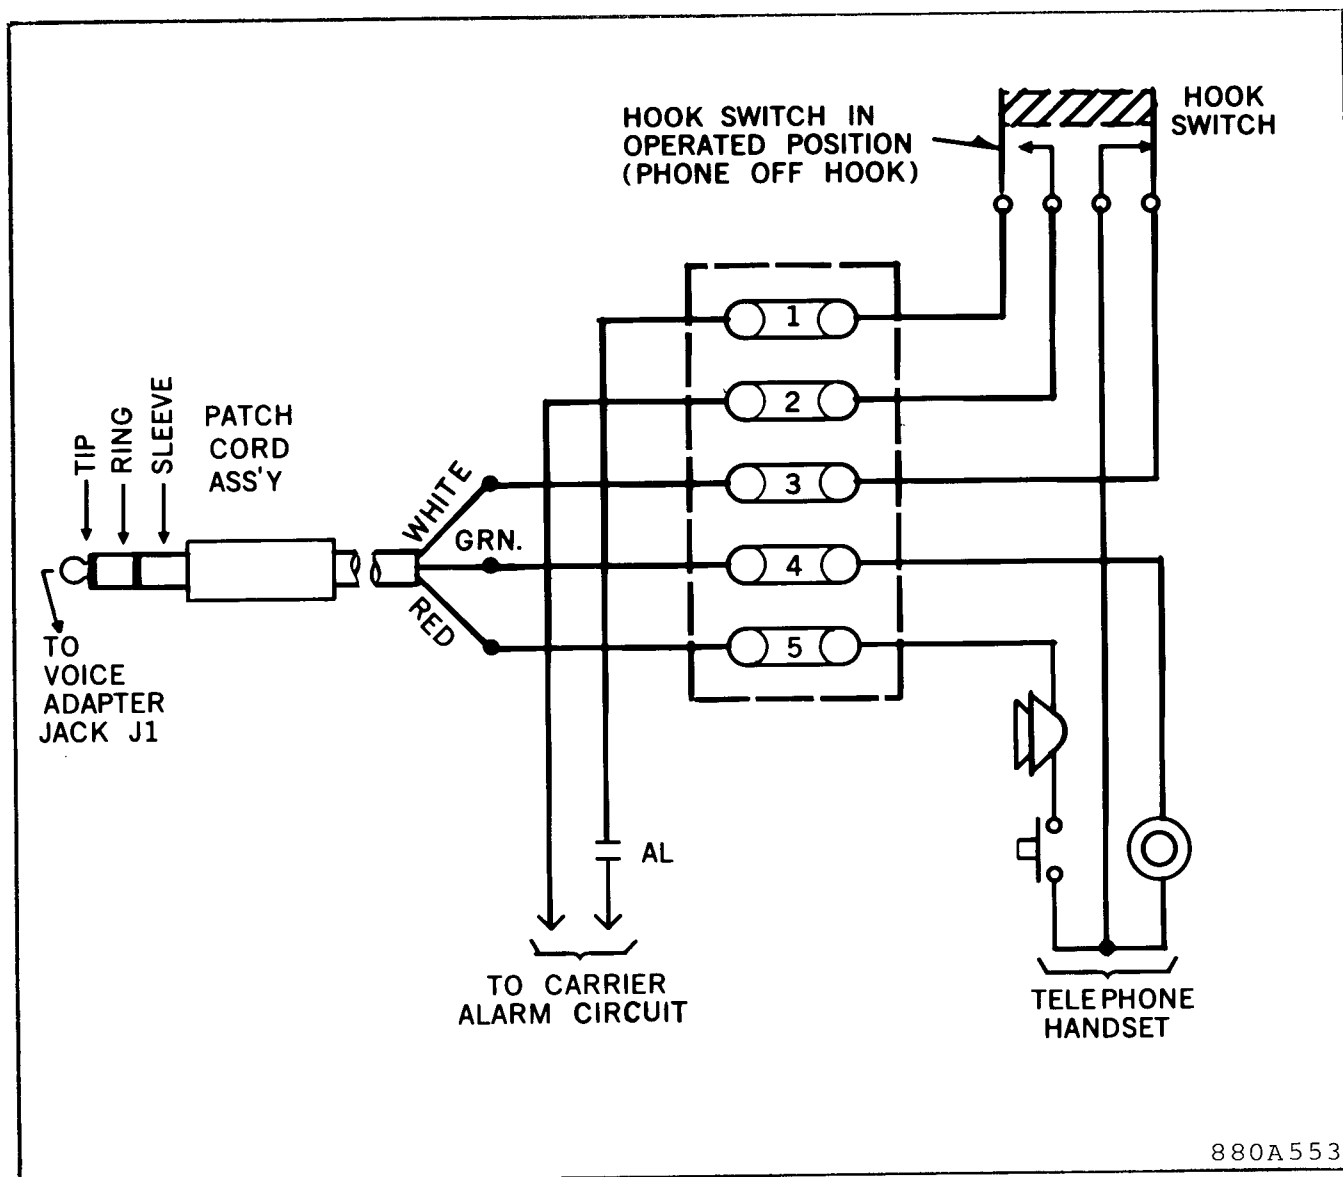 HOOK SWITCH IN
OPERATED POSITION
(PHONE OFF HOOK)
HOOK
SWITCH
1
2
3
4
5
TIP
RING
SLEEVE
PATCH
CORD
ASS'Y
WHITE
GRN.
RED
TO
VOICE
ADAPTER
JACK J1
AL
TO CARRIER
ALARM CIRCUIT
TELEPHONE
HANDSET
880A553